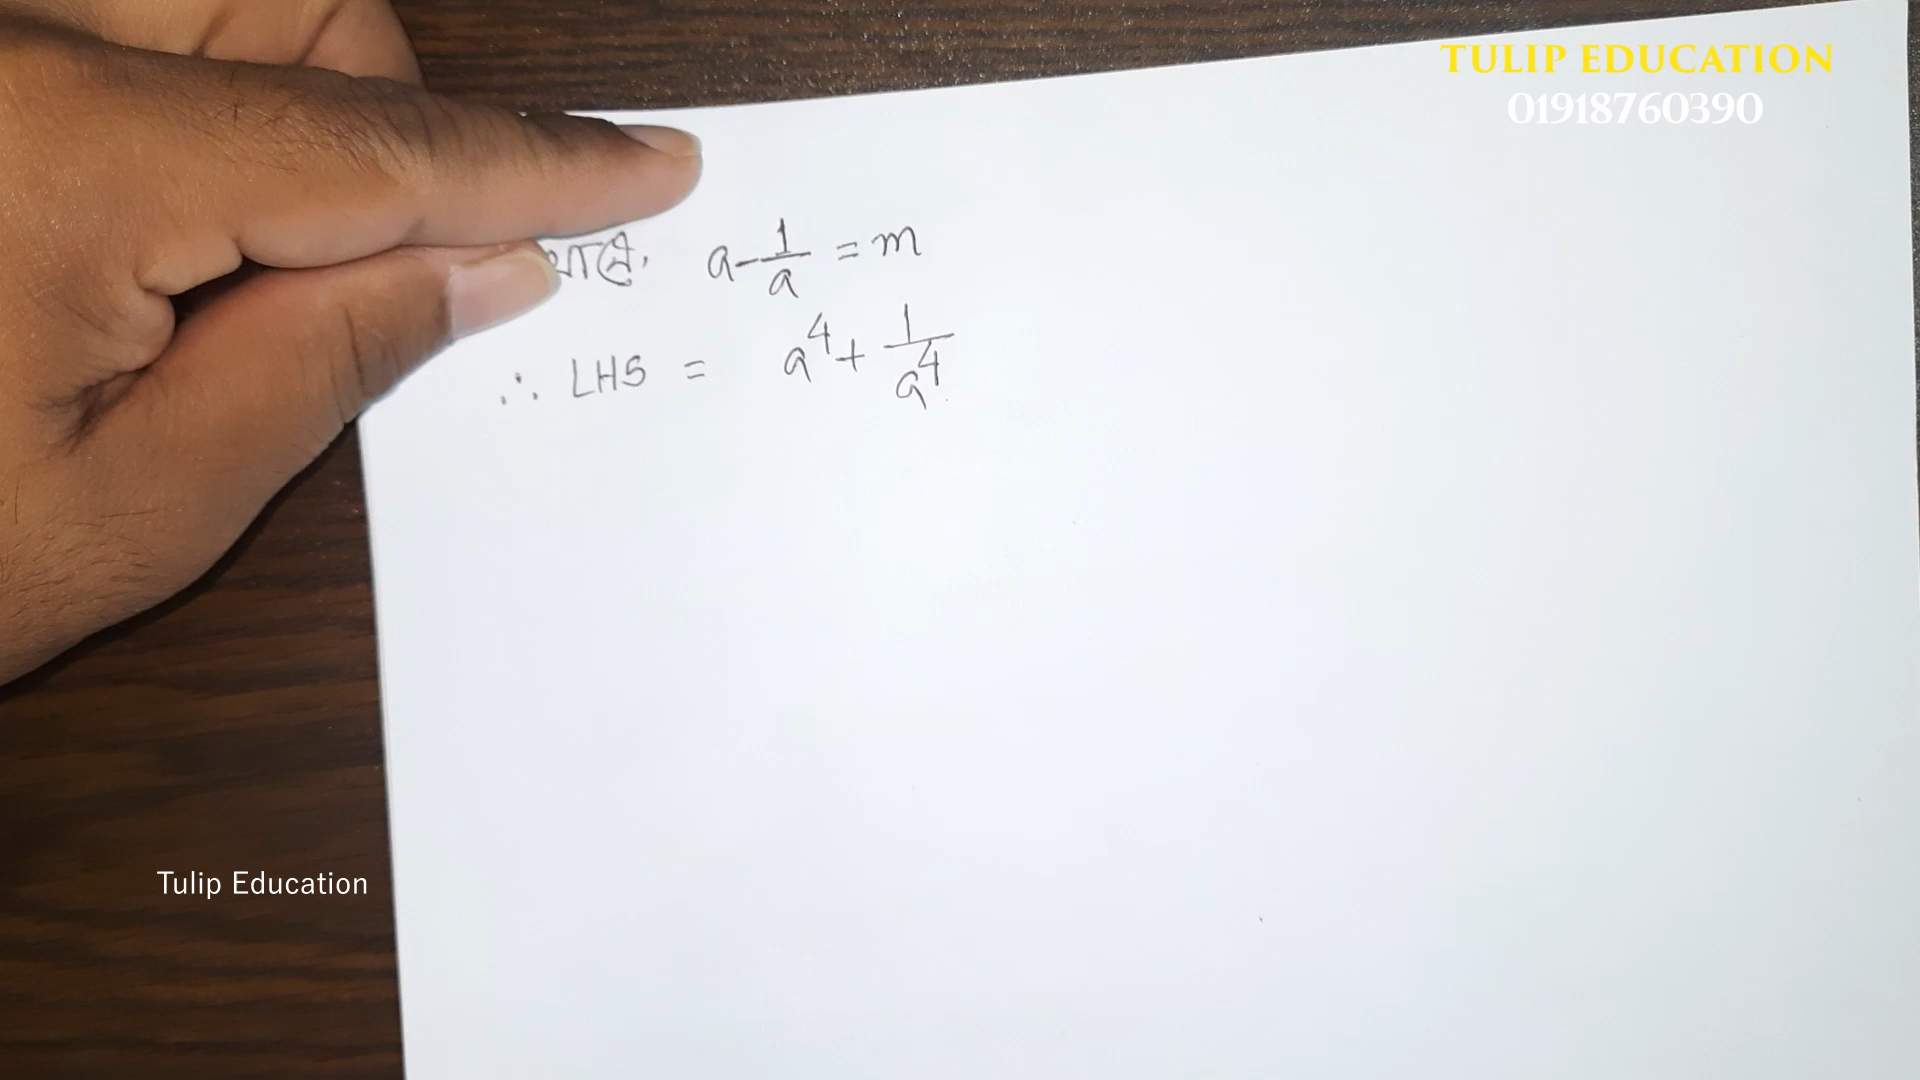 TULIP EDUCATION
01918760390
a - 1/a = m
∴ LHS = a⁴ + 1/a⁴
Tulip Education